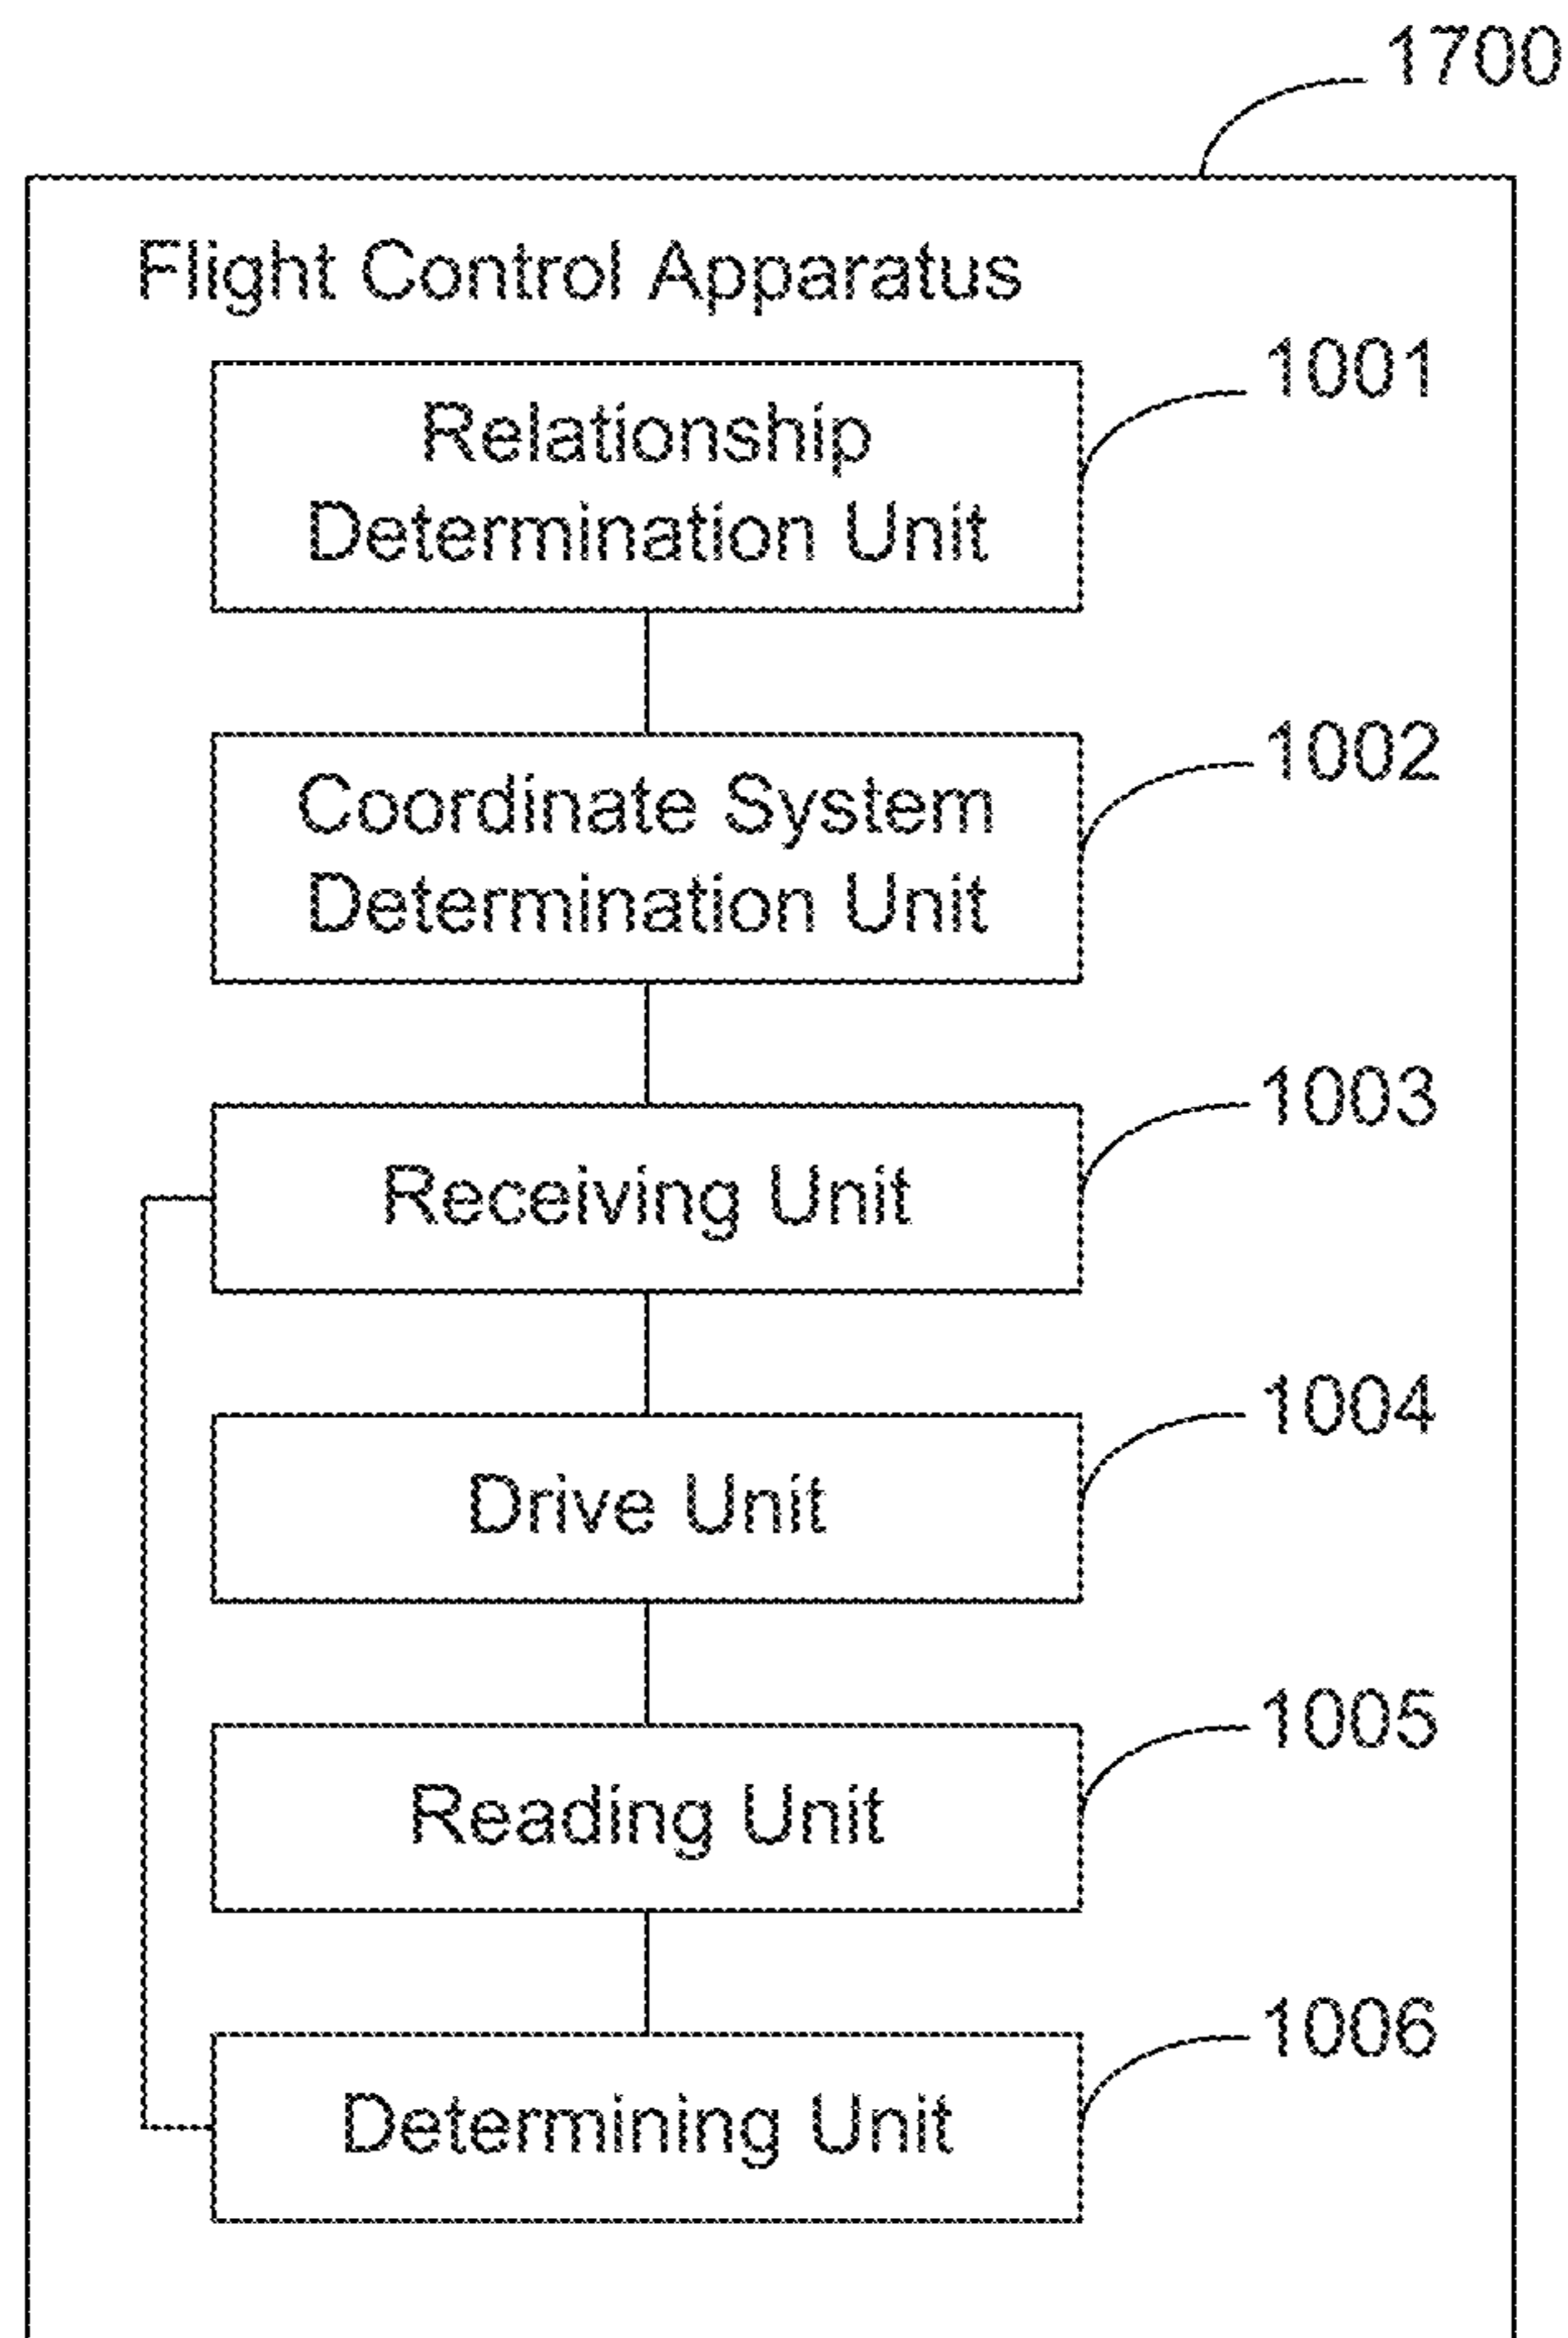 1700
Flight Control Apparatus
1001
Relationship
Determination Unit
1002
Coordinate System
Determination Unit
1003
Receiving Unit
1004
Drive Unit
1005
Reading Unit
1006
Determining Unit